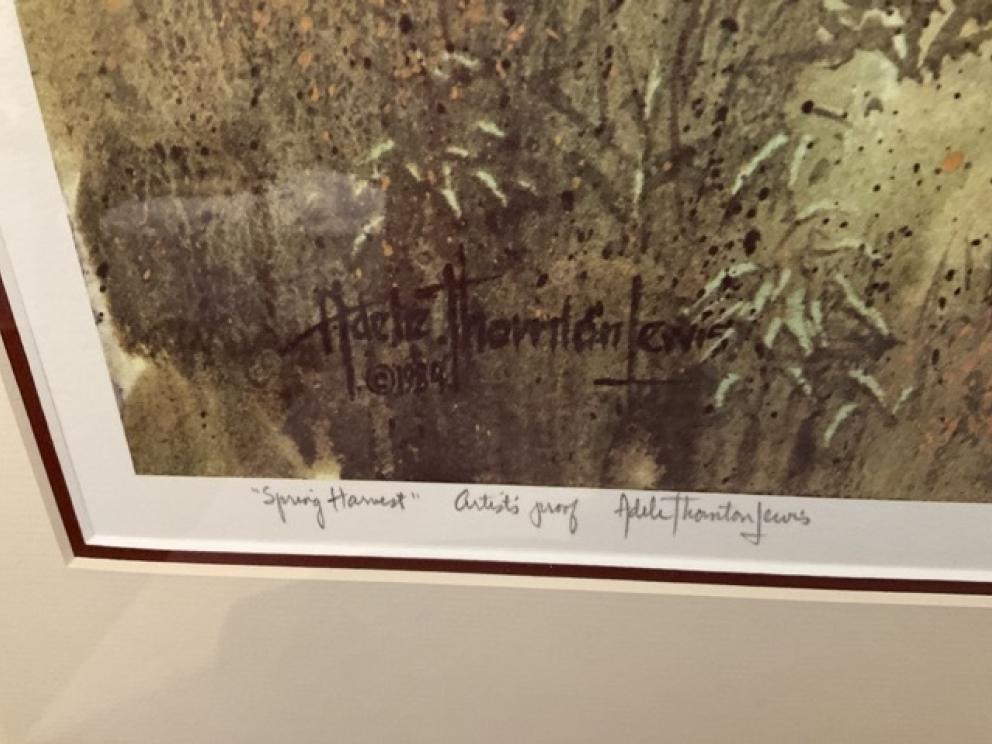 Adele Thornton Lewis
©1984
"Spring Harvest" Artist's proof Adele Thornton Lewis